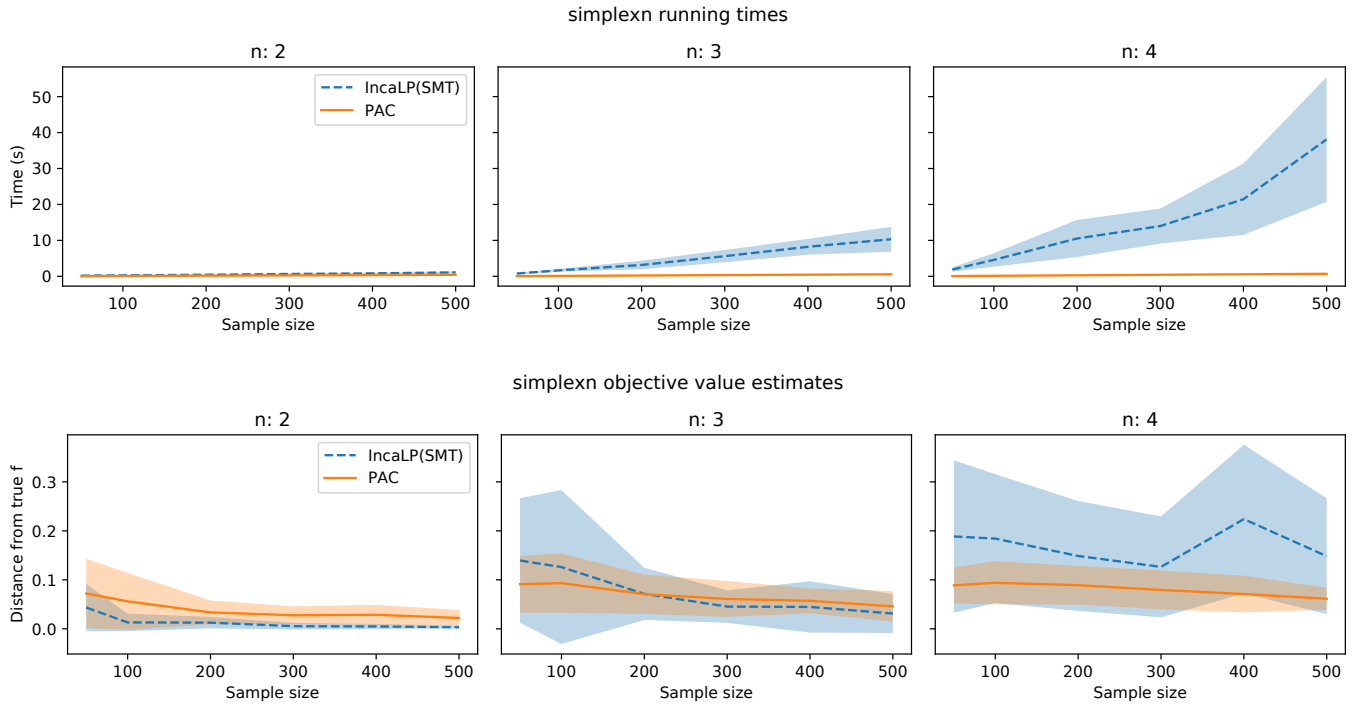 simplexn running times
n: 2
n: 3
n: 4
Time (s)
50
40
30
20
10
0
IncaLP(SMT)
PAC
100 200 300 400 500
100 200 300 400 500
100 200 300 400 500
Sample size
Sample size
Sample size
simplexn objective value estimates
n: 2
n: 3
n: 4
Distance from true f
0.3
0.2
0.1
0.0
IncaLP(SMT)
PAC
100 200 300 400 500
100 200 300 400 500
100 200 300 400 500
Sample size
Sample size
Sample size